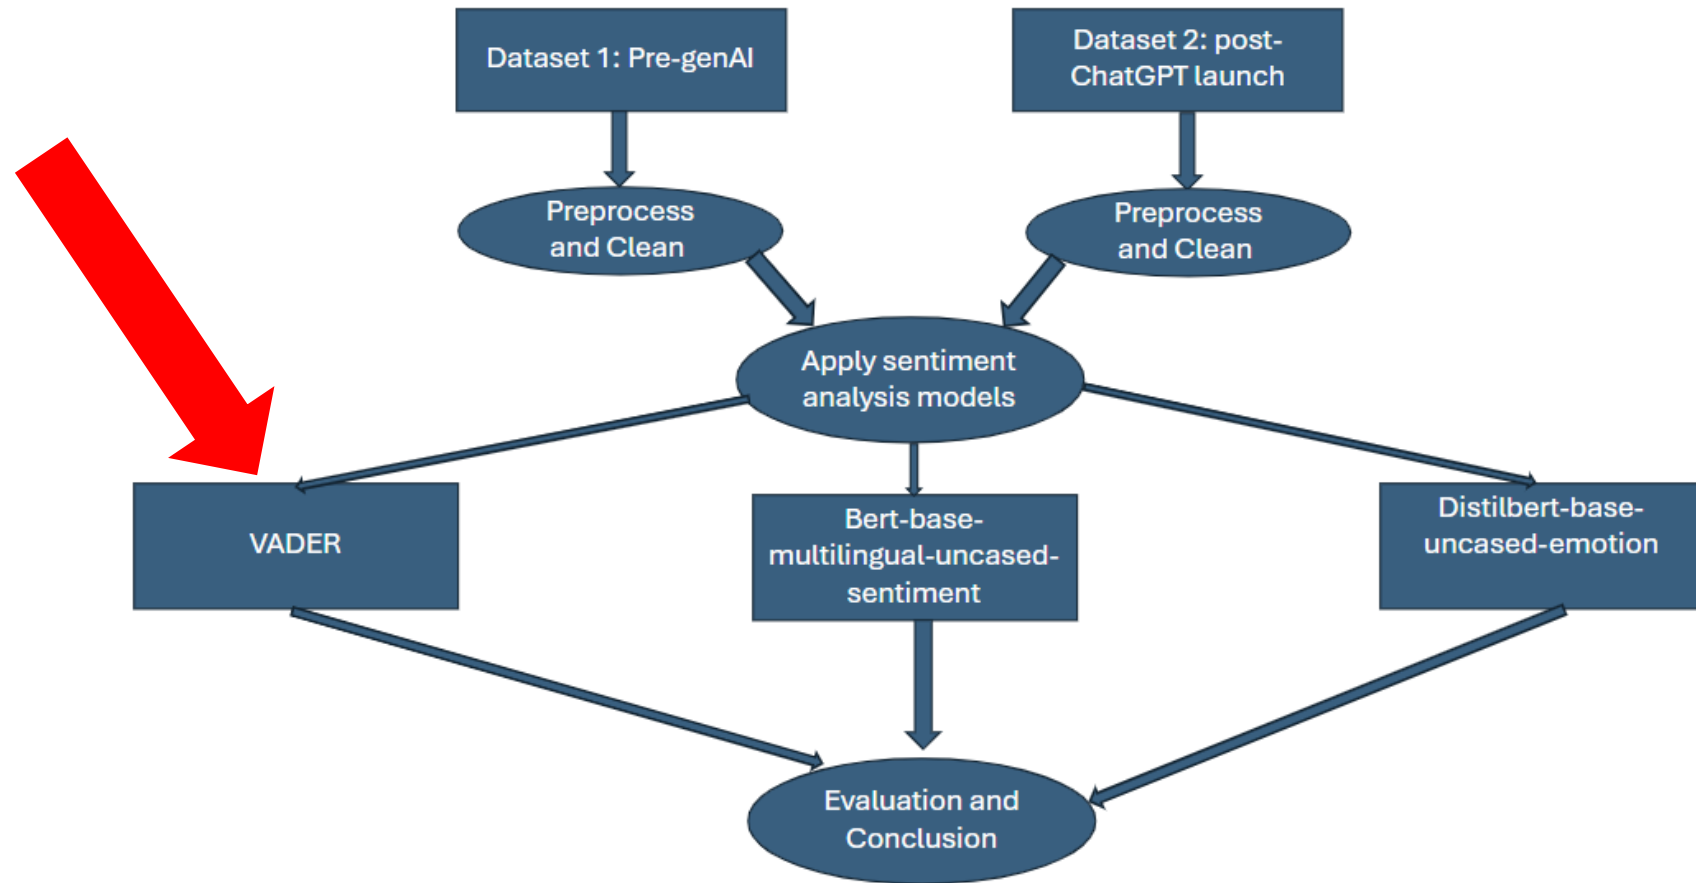 Dataset 1: Pre-genAI
Dataset 2: post-
ChatGPT launch
Preprocess
and Clean
Preprocess
and Clean
Apply sentiment
analysis models
VADER
Bert-base-
multilingual-uncased-
sentiment
Distilbert-base-
uncased-emotion
Evaluation and
Conclusion